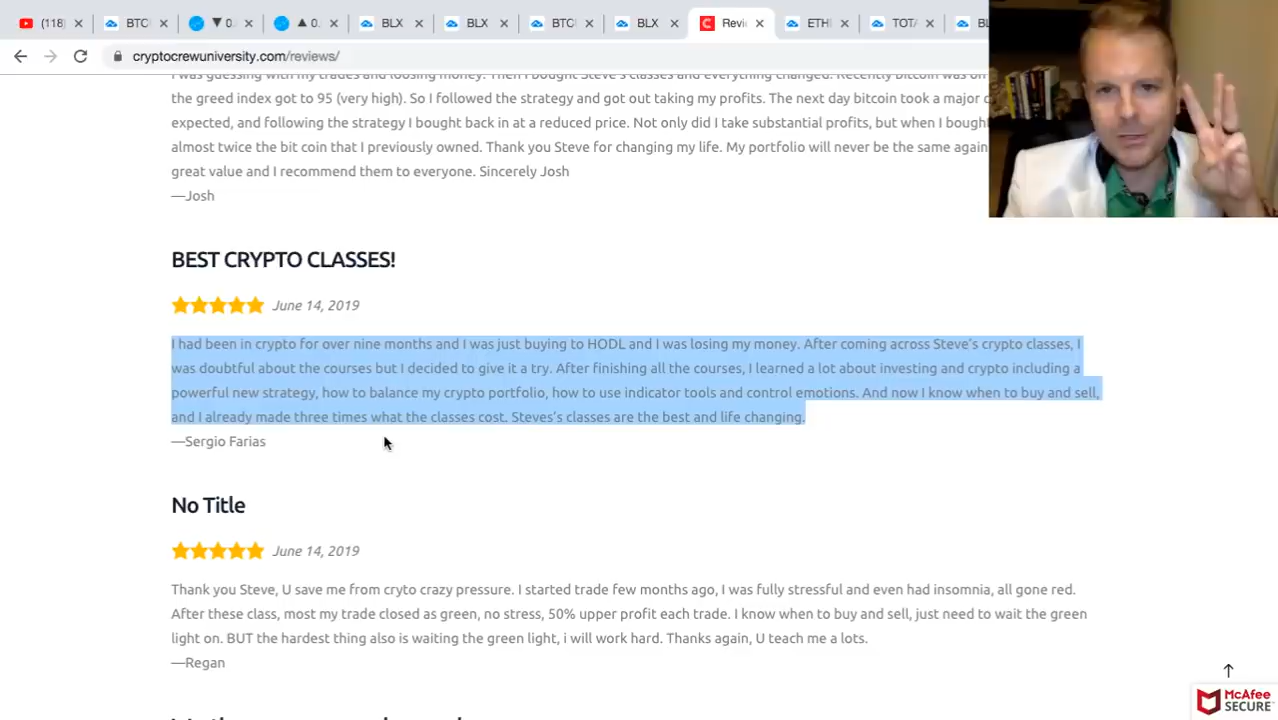 (118)
BTC
0.
0.
BLX
BLX
BTC
BLX
Revi
ETHI
TOTA
BL
cryptocrewuniversity.com/reviews/
I was guessing with my trades and loosing money. Then I bought Steve's classes and everything changed. Recently bitcoin was on
the greed index got to 95 (very high). So I followed the strategy and got out taking my profits. The next day bitcoin took a major c
expected, and following the strategy I bought back in at a reduced price. Not only did I take substantial profits, but when I bought
almost twice the bit coin that I previously owned. Thank you Steve for changing my life. My portfolio will never be the same again
great value and I recommend them to everyone. Sincerely Josh
—Josh
BEST CRYPTO CLASSES!
June 14, 2019
I had been in crypto for over nine months and I was just buying to HODL and I was losing my money. After coming across Steve's crypto classes, I
was doubtful about the courses but I decided to give it a try. After finishing all the courses, I learned a lot about investing and crypto including a
powerful new strategy, how to balance my crypto portfolio, how to use indicator tools and control emotions. And now I know when to buy and sell,
and I already made three times what the classes cost. Steves's classes are the best and life changing.
—Sergio Farias
No Title
June 14, 2019
Thank you Steve, U save me from cryto crazy pressure. I started trade few months ago, I was fully stressful and even had insomnia, all gone red.
After these class, most my trade closed as green, no stress, 50% upper profit each trade. I know when to buy and sell, just need to wait the green
light on. BUT the hardest thing also is waiting the green light, i will work hard. Thanks again, U teach me a lots.
—Regan
McAfee
SECURE